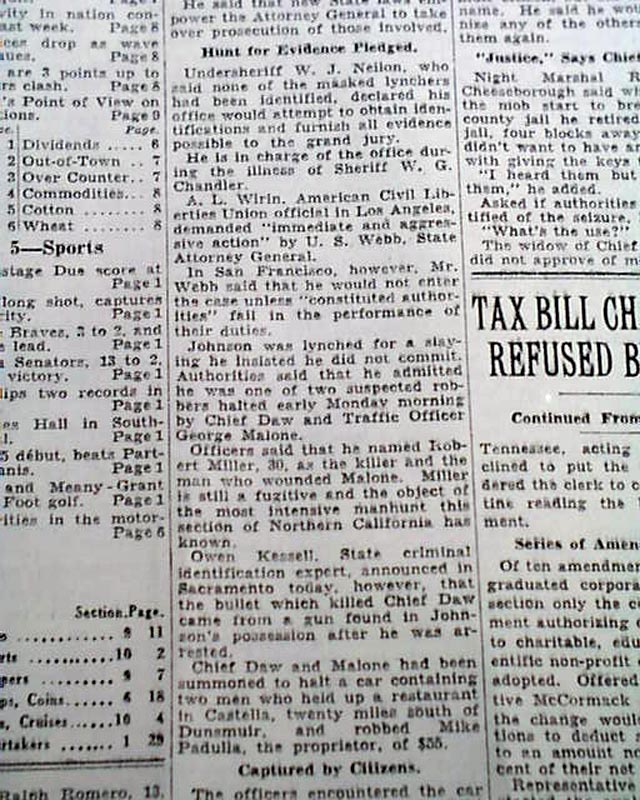 vity in nation con-
ast week. Page 8
ces drop as wave
ues. Page 8
are 3 points up to
rs clash. Page 8
's Point of View on
ions. Page 9
Page.
1 Dividends ..... 6
2 Out-of-Town .. 7
3 Over Counter.. 7
4 Commodities... 8
5 Cotton ........ 8
6 Wheat ........ 8
5—Sports
stage Due score at
Page 1
long shot, captures
rity. Page 1
Braves, 3 to 2, and
e lead. Page 1
Senators, 13 to 2,
victory. Page 1
lips two records in
Page 1
es Hall in South-
l. Page 1
5 début, beats Part-
anis. Page 1
and Meany-Grant
Foot golf. Page 1
rities in the motor-
Page 6
Section.Page.
s ............ 9 11
rts ........... 10 2
pers ......... 9 7
ps, Coins...... 6 18
s, Cruises..... 10 4
ertakers ....... 1 29
Ralph Romero, 13,
He said that new State laws em-
power the Attorney General to take
over prosecution of those involved.
Hunt for Evidence Pledged.
Undersheriff W. J. Neilon, who
said none of the masked lynchers
had been identified, declared his
office would attempt to obtain iden-
tifications and furnish all evidence
possible to the grand jury.
He is in charge of the office dur-
ing the illness of Sheriff W. G.
Chandler.
A. L. Wirin, American Civil Lib-
erties Union official in Los Angeles,
demanded "immediate and aggres-
sive action" by U. S. Webb, State
Attorney General.
In San Francisco, however, Mr.
Webb said that he would not enter
the case unless "constituted author-
ities" fail in the performance of
their duties.
Johnson was lynched for a slay-
ing he insisted he did not commit.
Authorities said that he admitted
he was one of two suspected rob-
bers halted early Monday morning
by Chief Daw and Traffic Officer
George Malone.
Officers said that he named Rob-
ert Miller, 30, as the killer and the
man who wounded Malone. Miller
is still a fugitive and the object of
the most intensive manhunt this
section of Northern California has
known.
Owen Kessell, State criminal
identification expert, announced in
Sacramento today, however, that
the bullet which killed Chief Daw
came from a gun found in John-
son's possession after he was ar-
rested.
Chief Daw and Malone had been
summoned to halt a car containing
two men who held up a restaurant
in Castella, twenty miles south of
Dunsmuir, and robbed Mike
Padulla, the proprietor, of $35.
Captured by Citizens.
The officers encountered the car
name. He said he wou
nize any of the others
them again.
"Justice," Says Chief
Night Marshal R
Cheeseborough said wh
the mob start to bre
county jail he retired
jail, four blocks away
didn't want to have an
with giving the keys t
"I heard them but
them," he added.
Asked if authorities
tified of the seizure,
"What's the use?"
The widow of Chief
did not approve of m
TAX BILL CHA
REFUSED B
Continued From
Tennessee, acting
clined to put the
dered the clerk to c
tine reading the
ment.
Series of Amen
Of ten amendmen
graduated corpora
section only the c
ment authorizing
to charitable, edu
entific non-profit
adopted. Offered
tive McCormack
the change would
tions to deduct
to an amount no
cent of their net
Representative